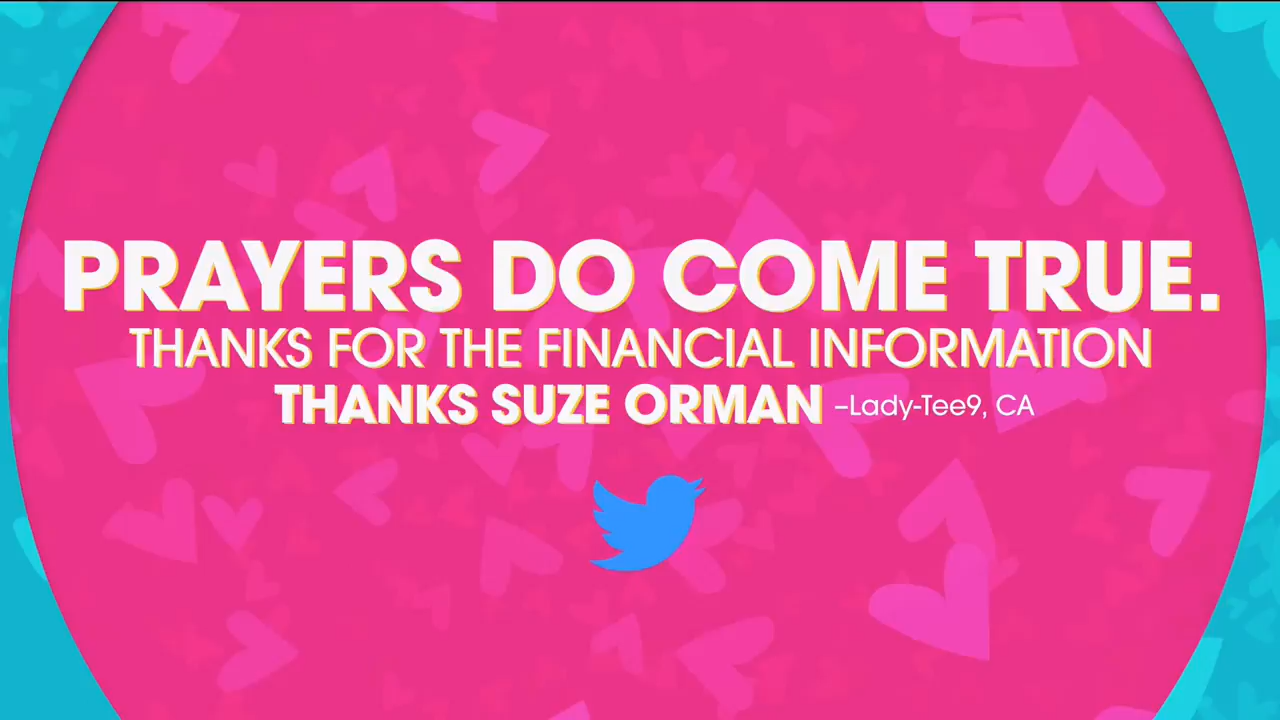 PRAYERS DO COME TRUE.
THANKS FOR THE FINANCIAL INFORMATION
THANKS SUZE ORMAN –Lady-Tee9, CA